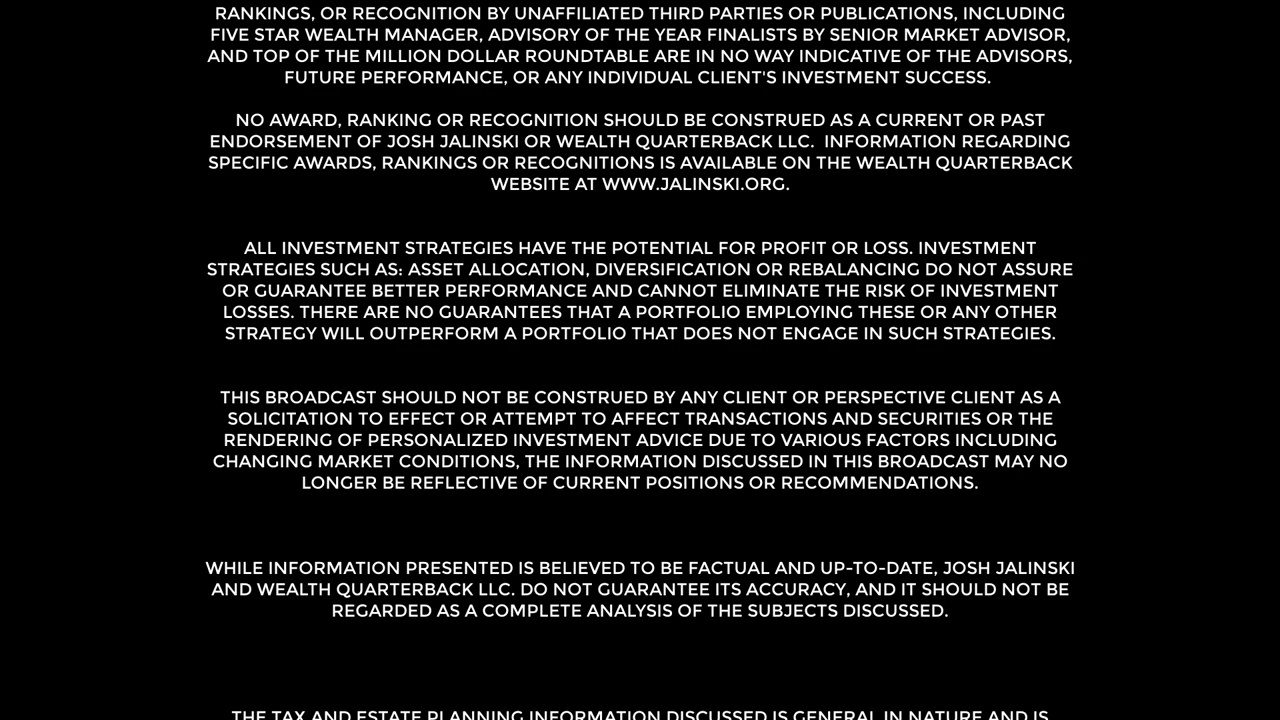 RANKINGS, OR RECOGNITION BY UNAFFILIATED THIRD PARTIES OR PUBLICATIONS, INCLUDING
FIVE STAR WEALTH MANAGER, ADVISORY OF THE YEAR FINALISTS BY SENIOR MARKET ADVISOR,
AND TOP OF THE MILLION DOLLAR ROUNDTABLE ARE IN NO WAY INDICATIVE OF THE ADVISORS,
FUTURE PERFORMANCE, OR ANY INDIVIDUAL CLIENT'S INVESTMENT SUCCESS.
NO AWARD, RANKING OR RECOGNITION SHOULD BE CONSTRUED AS A CURRENT OR PAST
ENDORSEMENT OF JOSH JALINSKI OR WEALTH QUARTERBACK LLC.  INFORMATION REGARDING
SPECIFIC AWARDS, RANKINGS OR RECOGNITIONS IS AVAILABLE ON THE WEALTH QUARTERBACK
WEBSITE AT WWW.JALINSKI.ORG.
ALL INVESTMENT STRATEGIES HAVE THE POTENTIAL FOR PROFIT OR LOSS. INVESTMENT
STRATEGIES SUCH AS: ASSET ALLOCATION, DIVERSIFICATION OR REBALANCING DO NOT ASSURE
OR GUARANTEE BETTER PERFORMANCE AND CANNOT ELIMINATE THE RISK OF INVESTMENT
LOSSES. THERE ARE NO GUARANTEES THAT A PORTFOLIO EMPLOYING THESE OR ANY OTHER
STRATEGY WILL OUTPERFORM A PORTFOLIO THAT DOES NOT ENGAGE IN SUCH STRATEGIES.
THIS BROADCAST SHOULD NOT BE CONSTRUED BY ANY CLIENT OR PERSPECTIVE CLIENT AS A
SOLICITATION TO EFFECT OR ATTEMPT TO AFFECT TRANSACTIONS AND SECURITIES OR THE
RENDERING OF PERSONALIZED INVESTMENT ADVICE DUE TO VARIOUS FACTORS INCLUDING
CHANGING MARKET CONDITIONS, THE INFORMATION DISCUSSED IN THIS BROADCAST MAY NO
LONGER BE REFLECTIVE OF CURRENT POSITIONS OR RECOMMENDATIONS.
WHILE INFORMATION PRESENTED IS BELIEVED TO BE FACTUAL AND UP-TO-DATE, JOSH JALINSKI
AND WEALTH QUARTERBACK LLC. DO NOT GUARANTEE ITS ACCURACY, AND IT SHOULD NOT BE
REGARDED AS A COMPLETE ANALYSIS OF THE SUBJECTS DISCUSSED.
THE TAX AND ESTATE PLANNING INFORMATION DISCUSSED IS GENERAL IN NATURE AND IS